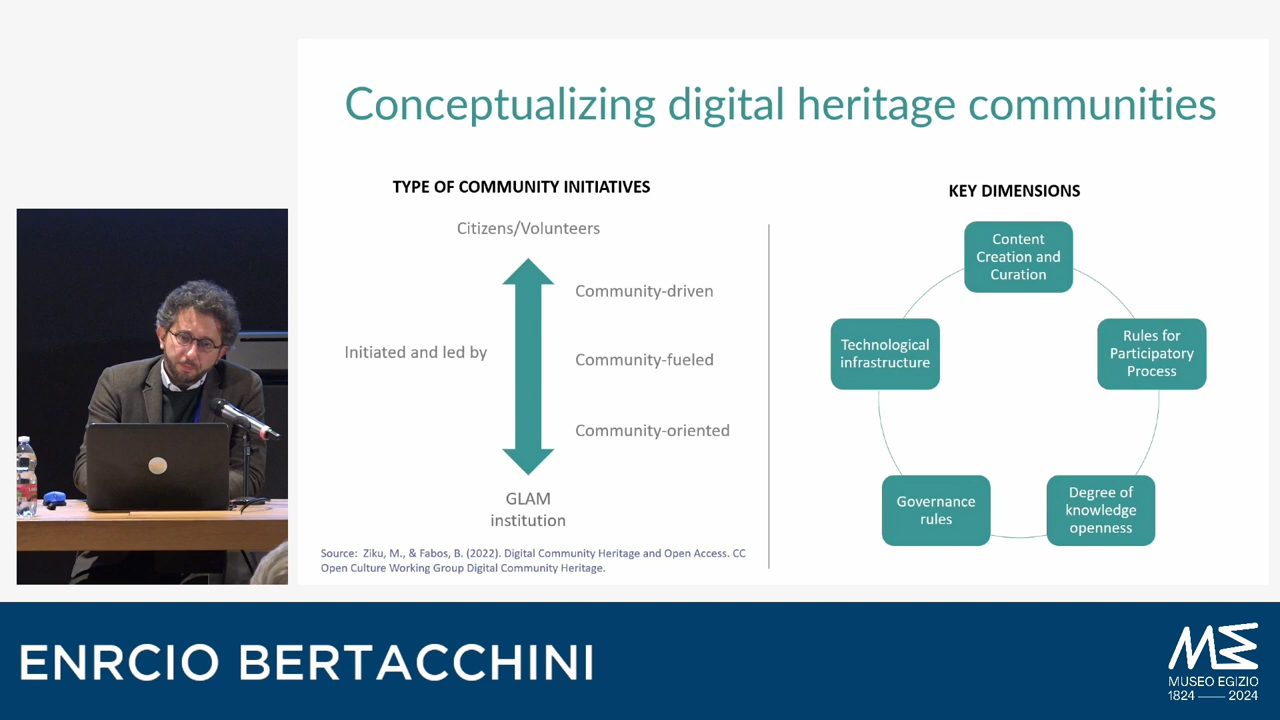 Conceptualizing digital heritage communities
TYPE OF COMMUNITY INITIATIVES
Citizens/Volunteers
Community-driven
Initiated and led by
Community-fueled
Community-oriented
GLAM
institution
Source: Ziku, M., & Fabos, B. (2022). Digital Community Heritage and Open Access. CC
Open Culture Working Group Digital Community Heritage.
KEY DIMENSIONS
Content
Creation and
Curation
Technological
infrastructure
Rules for
Participatory
Process
Governance
rules
Degree of
knowledge
openness
ENRCIO BERTACCHINI
ME
MUSEO EGIZIO
1824 — 2024